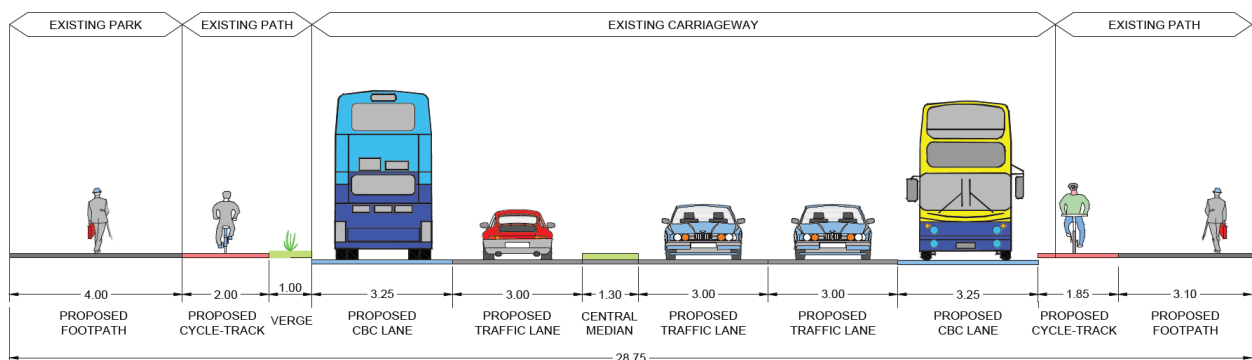 EXISTING PARK
EXISTING PATH
EXISTING CARRIAGEWAY
EXISTING PATH
4.00
2.00
1.00
3.25
3.00
1.30
3.00
3.00
3.25
1.85
3.10
PROPOSED
FOOTPATH
PROPOSED
CYCLE-TRACK
VERGE
PROPOSED
CBC LANE
PROPOSED
TRAFFIC LANE
CENTRAL
MEDIAN
PROPOSED
TRAFFIC LANE
PROPOSED
TRAFFIC LANE
PROPOSED
CBC LANE
PROPOSED
CYCLE-TRACK
PROPOSED
FOOTPATH
28.75